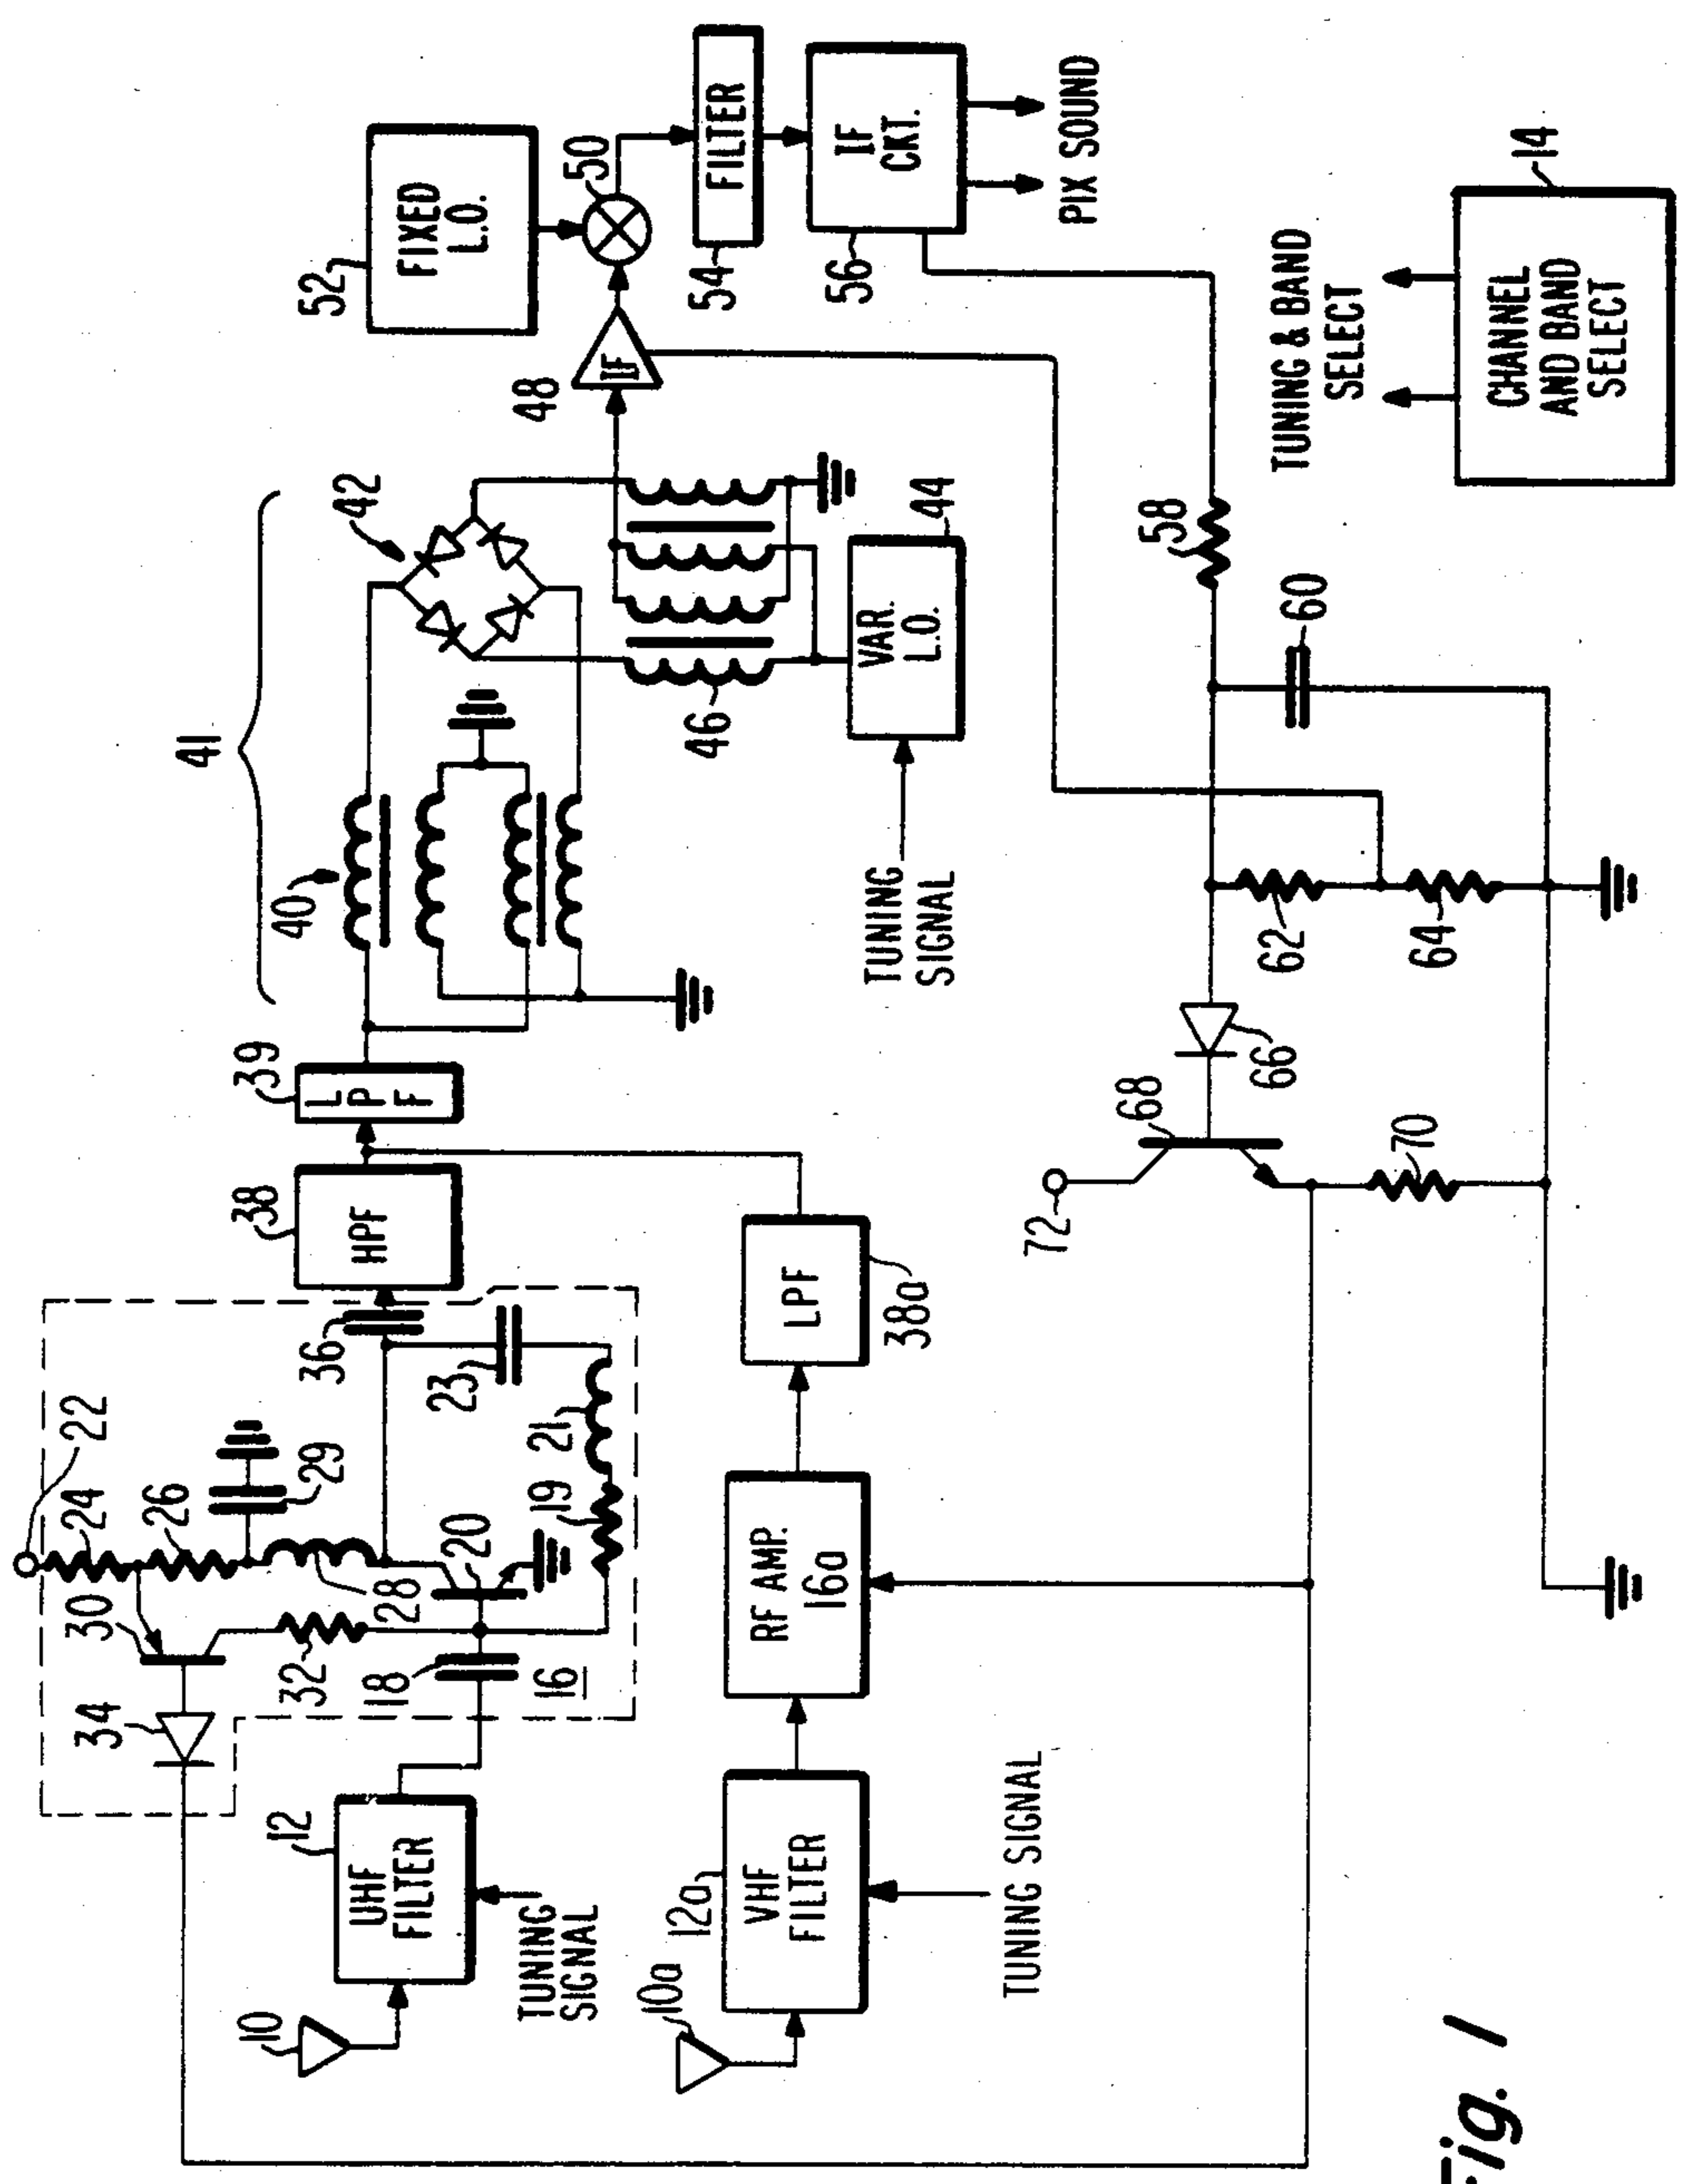 52
FIXED
L.O.
50
FILTER
54
IF
CKT.
56
PIX SOUND
41
40
42
48
IF
46
VAR.
L.O.
44
TUNING
SIGNAL
TUNING & BAND
SELECT
CHANNEL
AND BAND
SELECT
14
39
L
P
F
38
HPF
LPF
38a
58
60
62
64
66
68
70
72
22
24
26
29
28
30
32
34
36
23
21
19
20
18
16
RF AMP.
16a
10
12
UHF
FILTER
TUNING
SIGNAL
10a
12a
VHF
FILTER
TUNING SIGNAL
Fig. 1